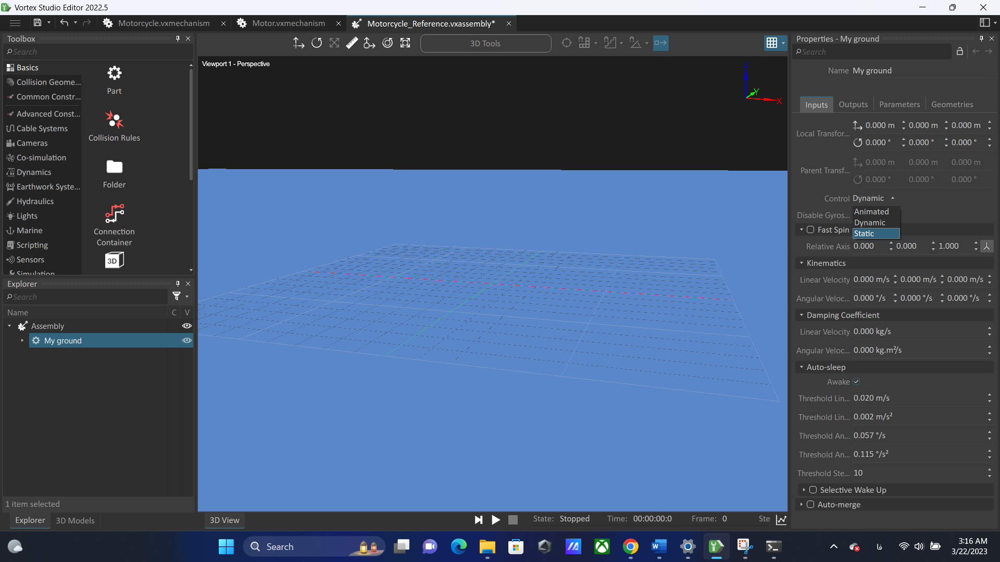 Vortex Studio Editor 2022.5
Motorcycle.vxmechanism
Motor.vxmechanism
Motorcycle_Reference.vxassembly*
Toolbox
Search
Basics
Collision Geome...
Common Constr...
Advanced Const...
Cable Systems
Cameras
Co-simulation
Dynamics
Earthwork Syste...
Hydraulics
Lights
Marine
Scripting
Sensors
Simulation
Part
Collision Rules
Folder
Connection
Container
3D
Explorer
Search
Name C V
Assembly
My ground
1 item selected
Explorer 3D Models
3D Tools
Viewport 1 - Perspective
Z
Y
X
3D View
State: Stopped Time: 00:00:00:0 Frame: 0 Ste
Properties - My ground
Search
Name My ground
Inputs Outputs Parameters Geometries
Local Transfor... 0.000 m 0.000 m 0.000 m
0.000 ° 0.000 ° 0.000 °
Parent Transf... 0.000 m 0.000 m 0.000 m
0.000 ° 0.000 ° 0.000 °
Control Dynamic
Animated
Disable Gyros...
Dynamic
Fast Spin
Static
Relative Axis 0.000 0.000 1.000
Kinematics
Linear Velocity 0.000 m/s 0.000 m/s 0.000 m/s
Angular Veloc... 0.000 °/s 0.000 °/s 0.000 °/s
Damping Coefficient
Linear Velocity 0.000 kg/s
Angular Veloc... 0.000 kg.m²/s
Auto-sleep
Awake
Threshold Lin... 0.020 m/s
Threshold Lin... 0.002 m/s²
Threshold An... 0.057 °/s
Threshold An... 0.115 °/s²
Threshold Ste... 10
Selective Wake Up
Auto-merge
Search
فا
3:16 AM
3/22/2023